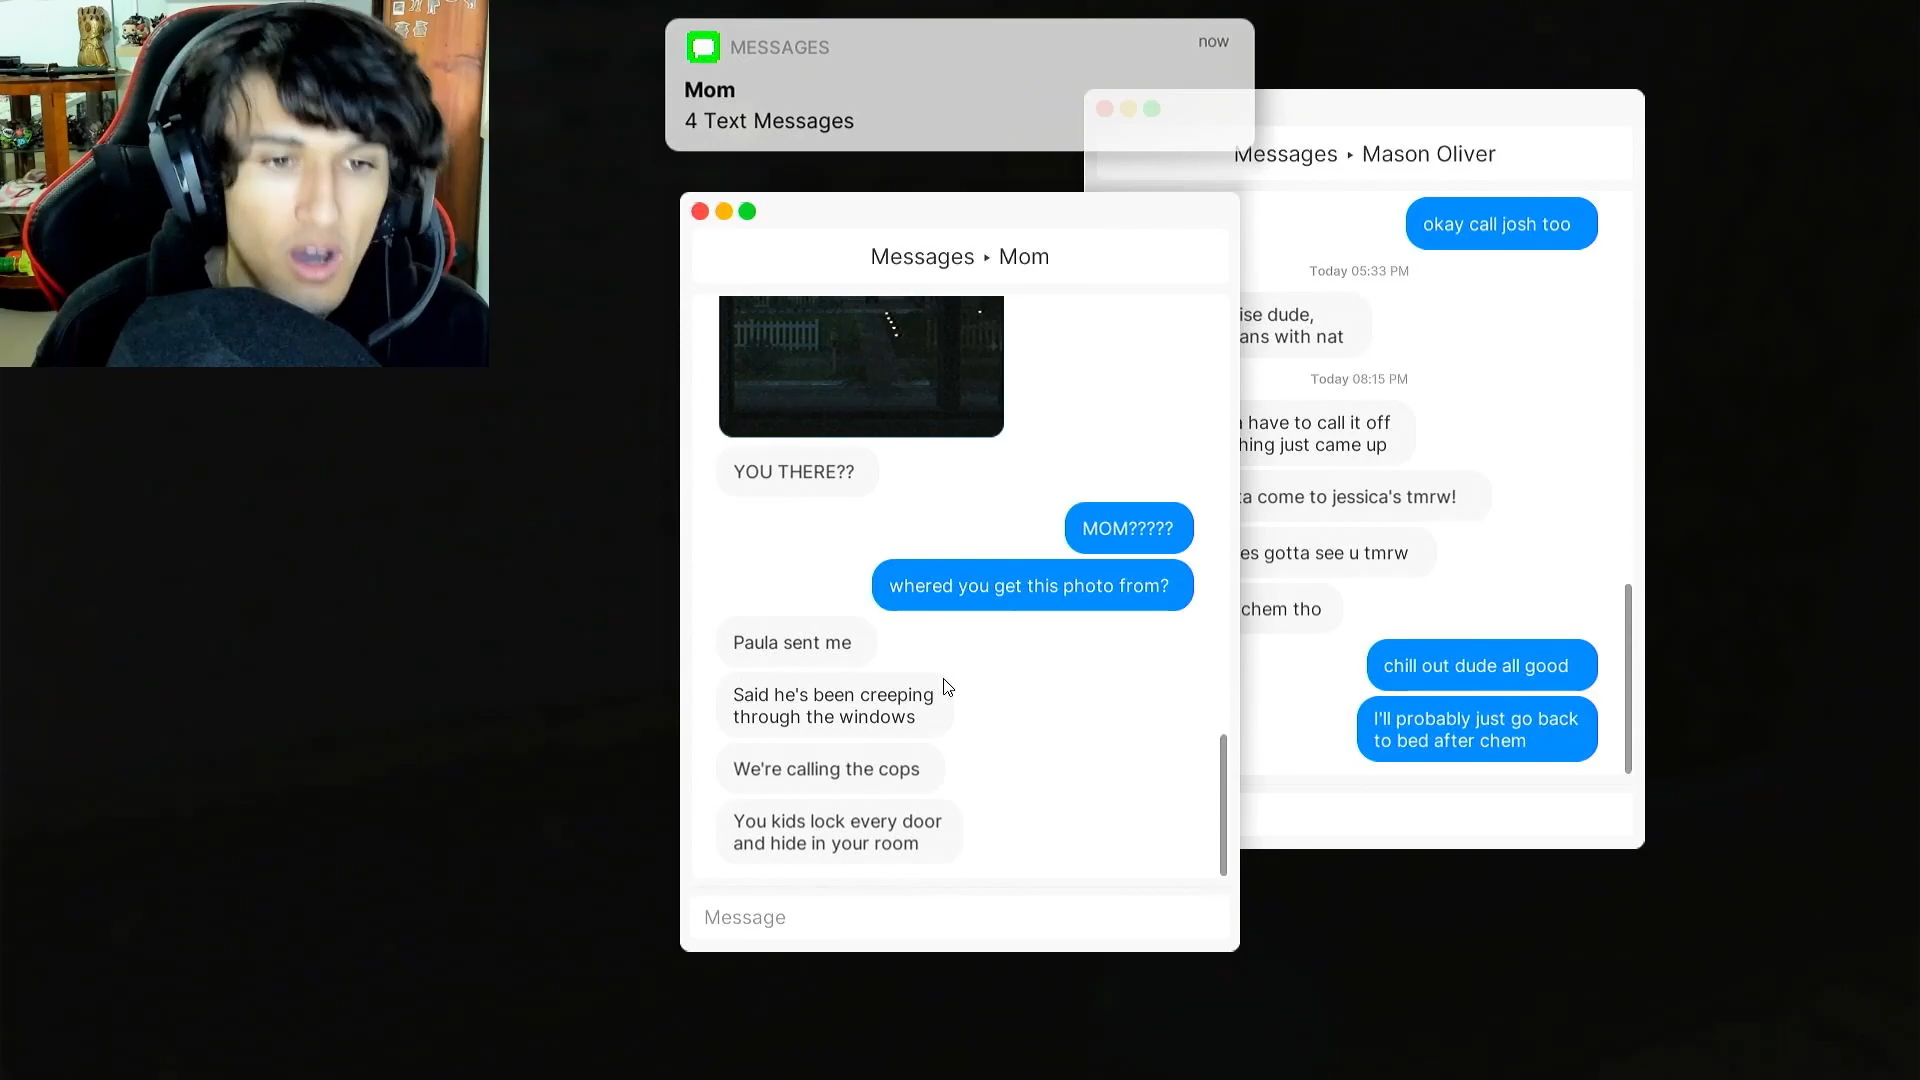 MESSAGES
now
Mom
4 Text Messages
Messages ▸ Mom
YOU THERE??
MOM?????
whered you get this photo from?
Paula sent me
Said he's been creeping
through the windows
We're calling the cops
You kids lock every door
and hide in your room
Message
Messages ▸ Mason Oliver
okay call josh too
Today 05:33 PM
ise dude,
ans with nat
Today 08:15 PM
have to call it off
hing just came up
ta come to jessica's tmrw!
es gotta see u tmrw
chem tho
chill out dude all good
I'll probably just go back
to bed after chem